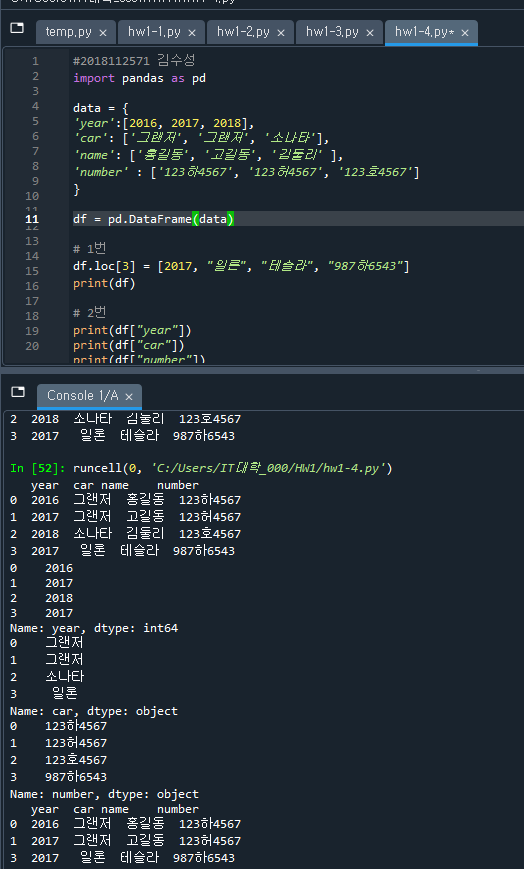 temp.py × hw1-1.py × hw1-2.py × hw1-3.py × hw1-4.py* ×
1 #2018112571 김수성
2 import pandas as pd
3
4 data = {
5 'year':[2016, 2017, 2018],
6 'car': ['그랜저', '그랜저', '소나타'],
7 'name': ['홍길동', '고길동', '김둘리' ],
8 'number' : ['123하4567', '123허4567', '123호4567']
9 }
10
11 df = pd.DataFrame(data)
12
13 # 1번
14 df.loc[3] = [2017, "일론", "테슬라", "987하6543"]
15 print(df)
16
17 # 2번
18 print(df["year"])
19 print(df["car"])
20 print(df["number"])
Console 1/A ×
2 2018 소나타 김둘리 123호4567
3 2017 일론 테슬라 987하6543
In [52]: runcell(0, 'C:/Users/IT대학_000/HW1/hw1-4.py')
year car name number
0 2016 그랜저 홍길동 123하4567
1 2017 그랜저 고길동 123허4567
2 2018 소나타 김둘리 123호4567
3 2017 일론 테슬라 987하6543
0 2016
1 2017
2 2018
3 2017
Name: year, dtype: int64
0 그랜저
1 그랜저
2 소나타
3 일론
Name: car, dtype: object
0 123하4567
1 123허4567
2 123호4567
3 987하6543
Name: number, dtype: object
year car name number
0 2016 그랜저 홍길동 123하4567
1 2017 그랜저 고길동 123허4567
3 2017 일론 테슬라 987하6543